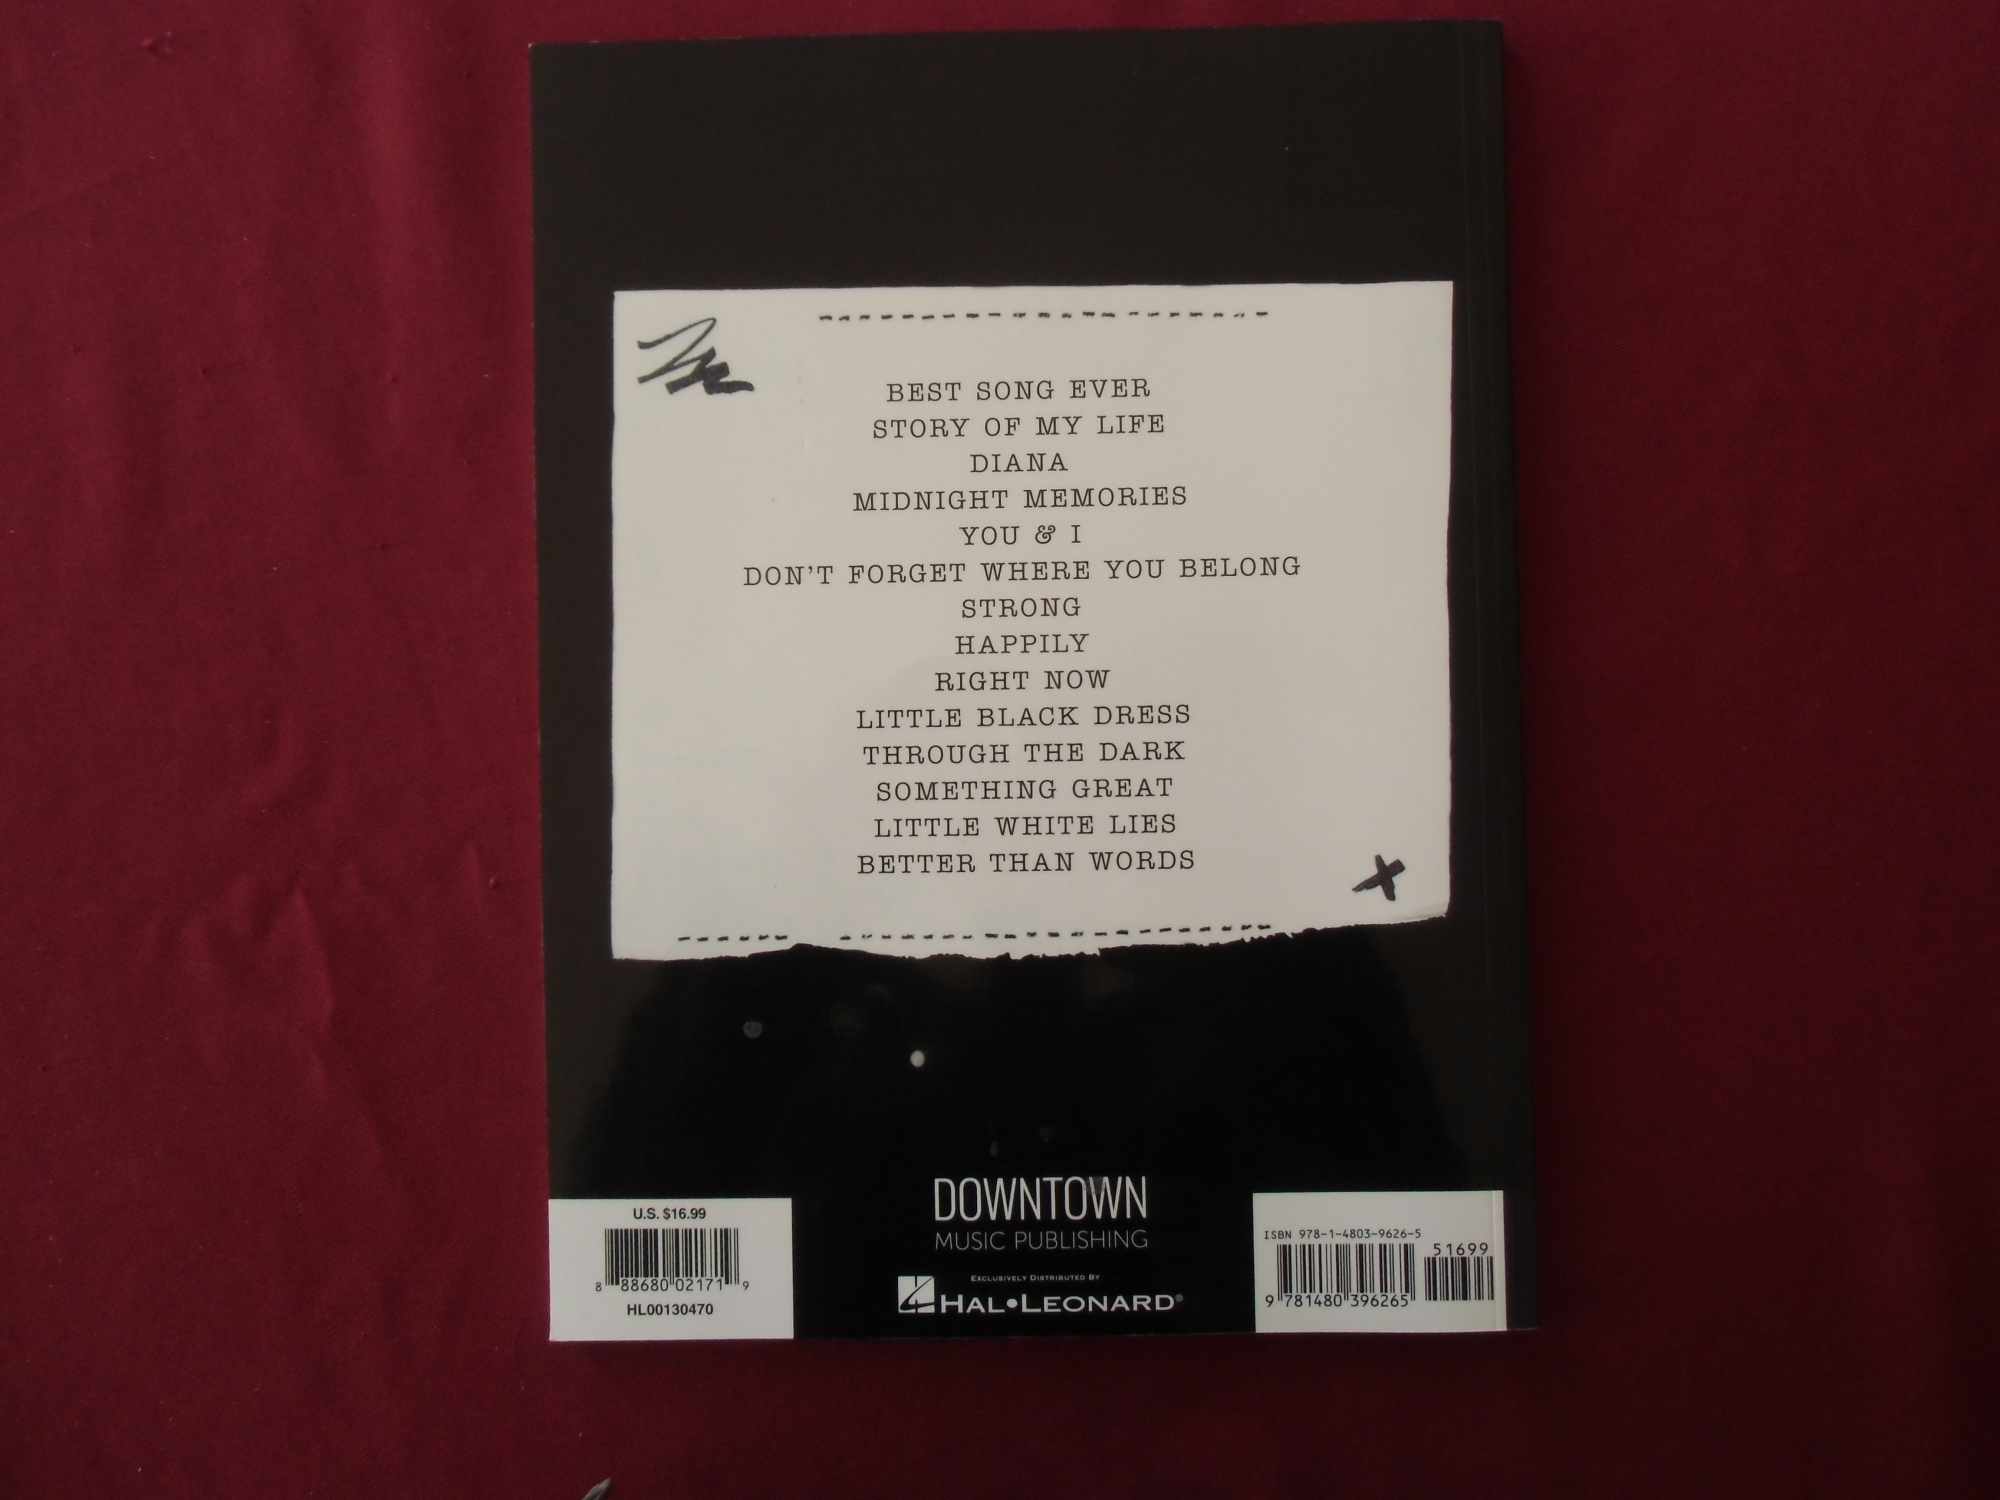 BEST SONG EVER
STORY OF MY LIFE
DIANA
MIDNIGHT MEMORIES
YOU & I
DON'T FORGET WHERE YOU BELONG
STRONG
HAPPILY
RIGHT NOW
LITTLE BLACK DRESS
THROUGH THE DARK
SOMETHING GREAT
LITTLE WHITE LIES
BETTER THAN WORDS
DOWNTOWN
MUSIC PUBLISHING
EXCLUSIVELY DISTRIBUTED BY
HAL•LEONARD®
U.S. $16.99
8 88680 02171 9
HL00130470
ISBN 978-1-4803-9626-5
51699
9 781480 396265